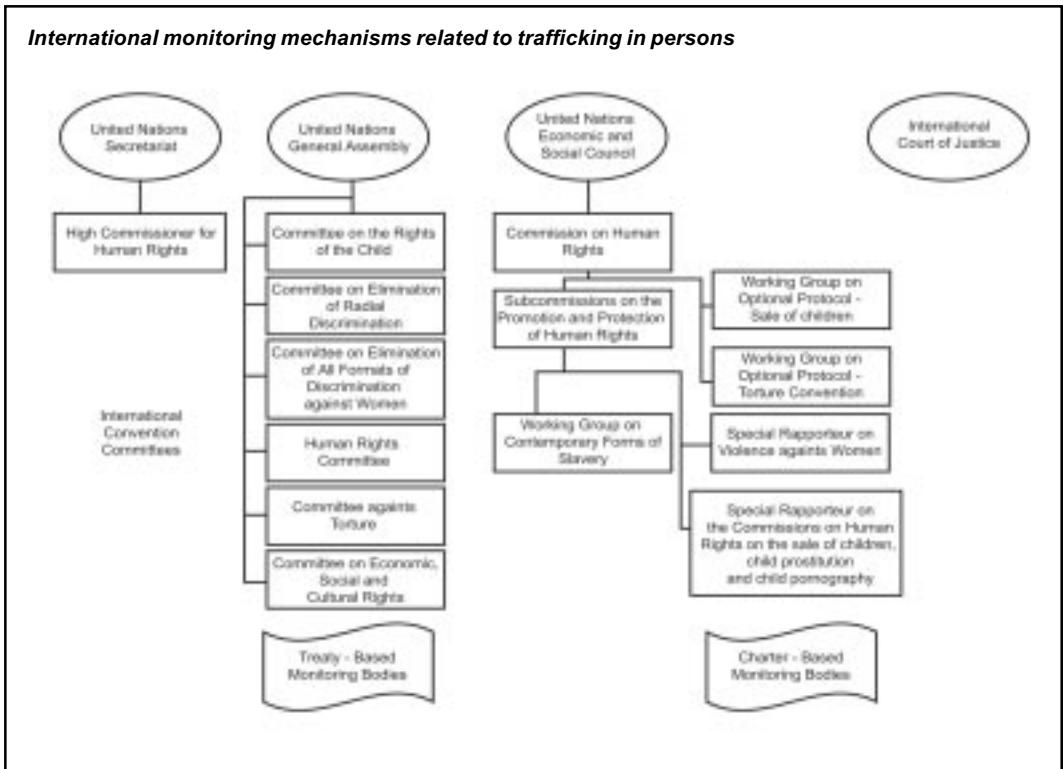 International monitoring mechanisms related to trafficking in persons
United Nations
Secretariat
United Nations
General Assembly
United Nations
Economic and
Social Council
International
Court of Justice
High Commissioner for
Human Rights
Committee on the Rights
of the Child
Committee on Elimination
of Radial
Discrimination
Committee on Elimination
of All Formats of
Discrimination
against Women
Human Rights
Committee
Committee againts
Torture
Committee on Economic,
Social and
Cultural Rights
International
Convention
Committees
Commission on Human
Rights
Subcommissions on the
Promotion and Protection
of Human Rights
Working Group on
Contemporary Forms of
Slavery
Working Group on
Optional Protocol -
Sale of children
Working Group on
Optional Protocol -
Torture Convention
Special Rapporteur on
Violence againts Women
Special Rapporteur on
the Commissions on Human
Rights on the sale of children,
child prostitution
and child pornography
Treaty - Based
Monitoring Bodies
Charter - Based
Monitoring Bodies